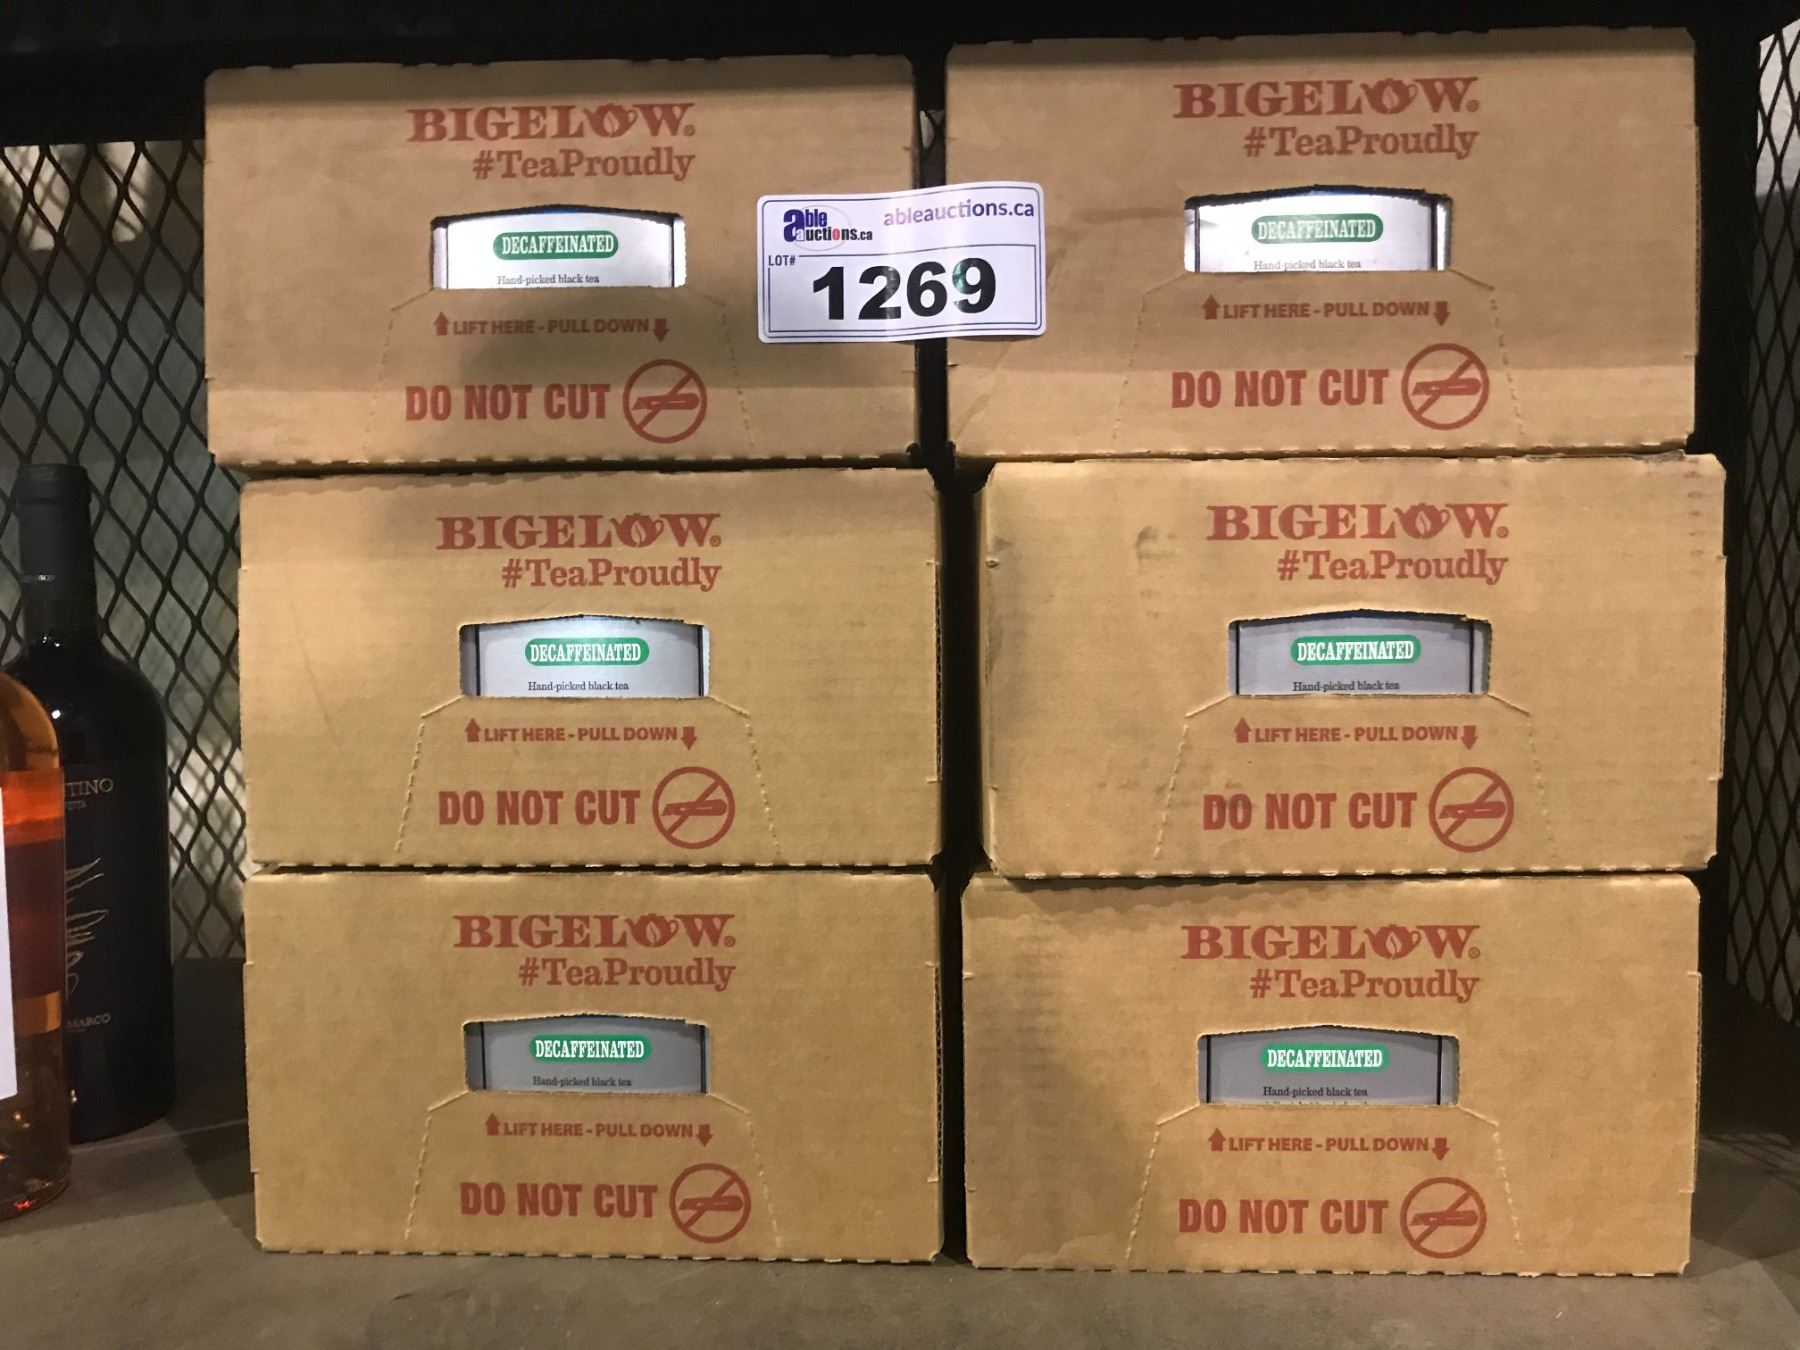 BIGELOW®
#TeaProudly
DECAFFEINATED
Hand-picked black tea
LIFT HERE - PULL DOWN
DO NOT CUT
able auctions.ca
ableauctions.ca
LOT#
1269
BIGELOW®
#TeaProudly
DECAFFEINATED
Hand-picked black tea
LIFT HERE - PULL DOWN
DO NOT CUT
BIGELOW®
#TeaProudly
DECAFFEINATED
Hand-picked black tea
LIFT HERE - PULL DOWN
DO NOT CUT
BIGELOW®
#TeaProudly
DECAFFEINATED
Hand-picked black tea
LIFT HERE - PULL DOWN
DO NOT CUT
TINO
MARCO
BIGELOW®
#TeaProudly
DECAFFEINATED
Hand-picked black tea
LIFT HERE - PULL DOWN
DO NOT CUT
BIGELOW®
#TeaProudly
DECAFFEINATED
Hand-picked black tea
LIFT HERE - PULL DOWN
DO NOT CUT